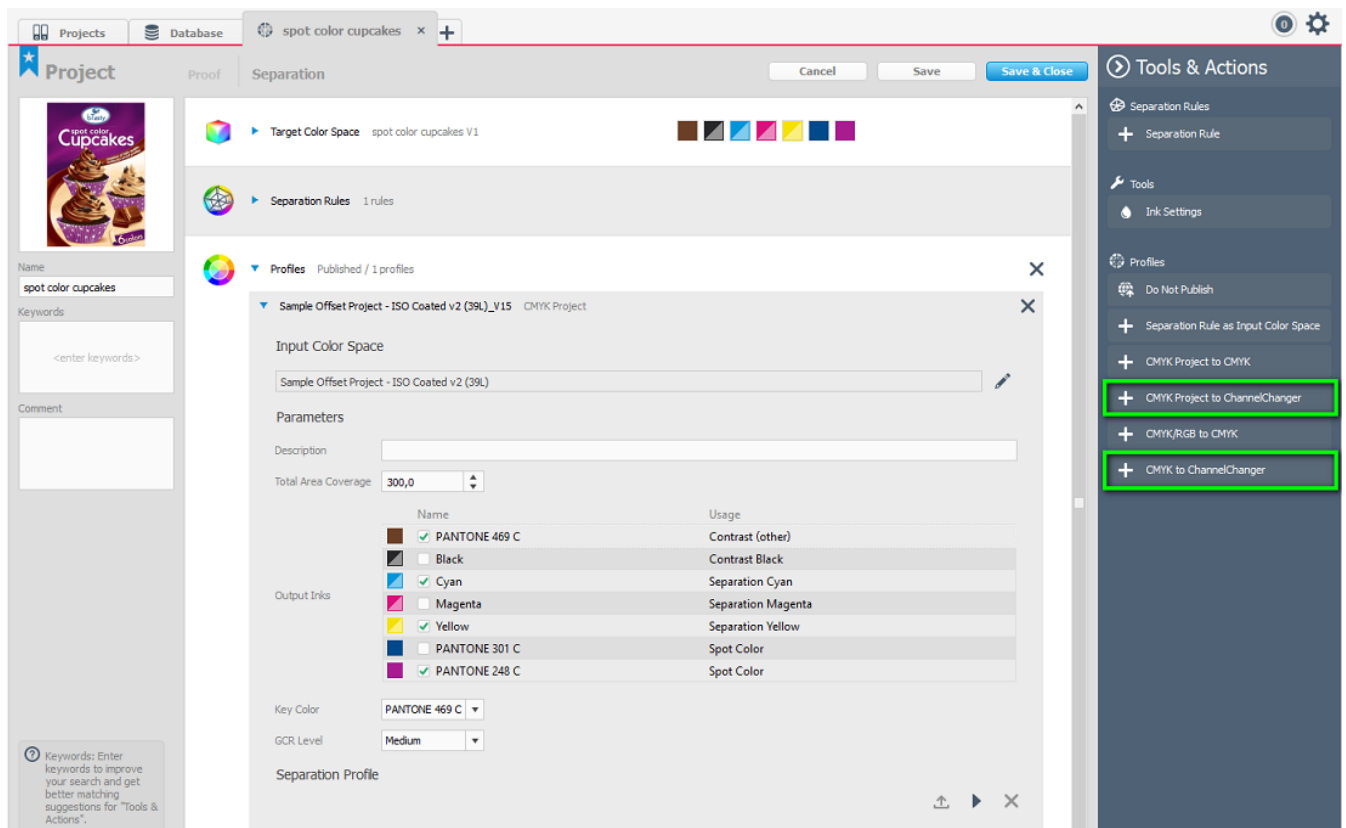 Projects
Database
spot color cupcakes ×
0
Project
Proof
Separation
Cancel
Save
Save & Close
Tools & Actions
bTasty
spot color
Cupcakes
6 colors
Name
spot color cupcakes
Keywords
<enter keywords>
Comment
Keywords: Enter
keywords to improve
your search and get
better matching
suggestions for "Tools &
Actions".
Target Color Space spot color cupcakes V1
Separation Rules 1 rules
Profiles Published / 1 profiles
Sample Offset Project - ISO Coated v2 (39L)_V15 CMYK Project
Input Color Space
Sample Offset Project - ISO Coated v2 (39L)
Parameters
Description
Total Area Coverage 300,0
Name Usage
PANTONE 469 C Contrast (other)
Black Contrast Black
Cyan Separation Cyan
Output Inks
Magenta Separation Magenta
Yellow Separation Yellow
PANTONE 301 C Spot Color
PANTONE 248 C Spot Color
Key Color PANTONE 469 C
GCR Level Medium
Separation Profile
Separation Rules
Separation Rule
Tools
Ink Settings
Profiles
Do Not Publish
Separation Rule as Input Color Space
CMYK Project to CMYK
CMYK Project to ChannelChanger
CMYK/RGB to CMYK
CMYK to ChannelChanger